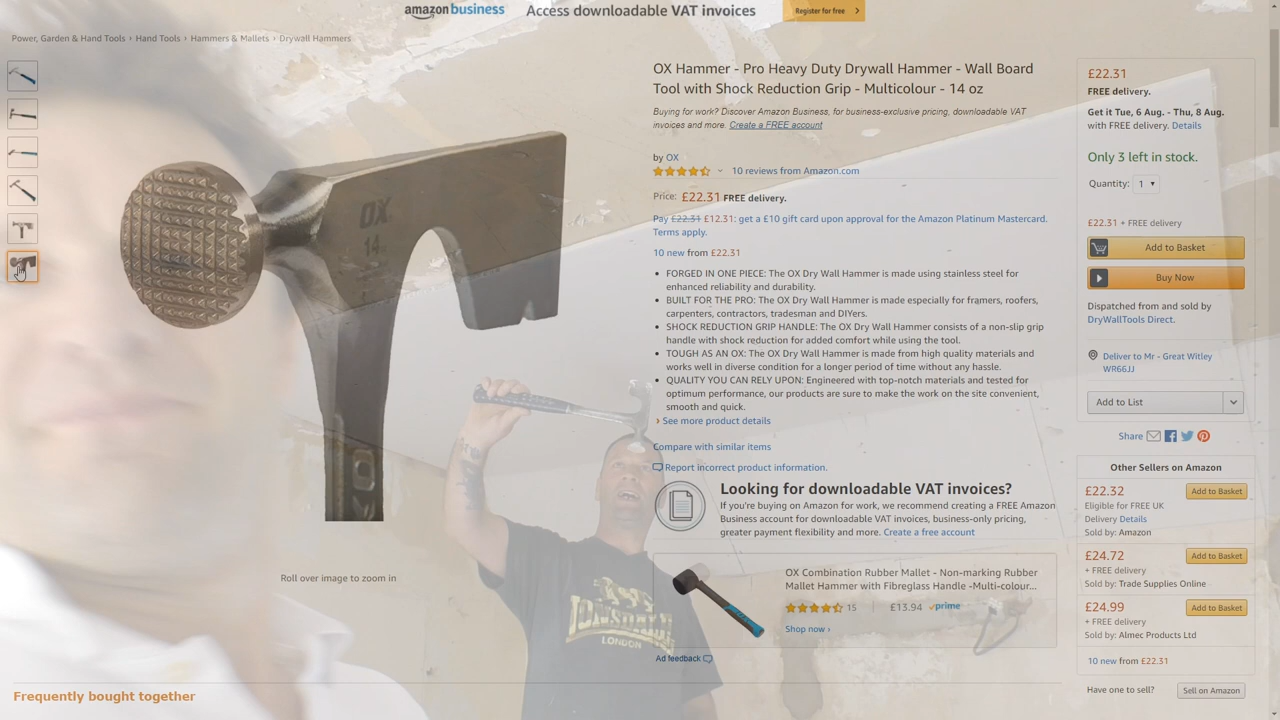 amazon business Access downloadable VAT invoices Register for free
Power, Garden & Hand Tools › Hand Tools › Hammers & Mallets › Drywall Hammers
OX
14
OX Hammer - Pro Heavy Duty Drywall Hammer - Wall Board
Tool with Shock Reduction Grip - Multicolour - 14 oz
Buying for work? Discover Amazon Business, for business-exclusive pricing, downloadable VAT
invoices and more. Create a FREE account
by OX
10 reviews from Amazon.com
Price: £22.31 FREE delivery.
Pay £22.31 £12.31: get a £10 gift card upon approval for the Amazon Platinum Mastercard.
Terms apply.
10 new from £22.31
• FORGED IN ONE PIECE: The OX Dry Wall Hammer is made using stainless steel for
enhanced reliability and durability.
• BUILT FOR THE PRO: The OX Dry Wall Hammer is made especially for framers, roofers,
carpenters, contractors, tradesman and DIYers.
• SHOCK REDUCTION GRIP HANDLE: The OX Dry Wall Hammer consists of a non-slip grip
handle with shock reduction for added comfort while using the tool.
• TOUGH AS AN OX: The OX Dry Wall Hammer is made from high quality materials and
works well in diverse condition for a longer period of time without any hassle.
• QUALITY YOU CAN RELY UPON: Engineered with top-notch materials and tested for
optimum performance, our products are sure to make the work on the site convenient,
smooth and quick.
› See more product details
Compare with similar items
Report incorrect product information.
Looking for downloadable VAT invoices?
If you're buying on Amazon for work, we recommend creating a FREE Amazon
Business account for downloadable VAT invoices, business-only pricing,
greater payment flexibility and more. Create a free account
OX Combination Rubber Mallet - Non-marking Rubber
Mallet Hammer with Fibreglass Handle -Multi-colour...
15 | £13.94 prime
Shop now ›
Ad feedback
Roll over image to zoom in
LONSDALE
LONDON
Frequently bought together
£22.31
FREE delivery.
Get it Tue, 6 Aug. - Thu, 8 Aug.
with FREE delivery. Details
Only 3 left in stock.
Quantity: 1
£22.31 + FREE delivery
Add to Basket
Buy Now
Dispatched from and sold by
DryWallTools Direct.
Deliver to Mr - Great Witley
WR66JJ
Add to List
Share
Other Sellers on Amazon
£22.32 Add to Basket
Eligible for FREE UK
Delivery Details
Sold by: Amazon
£24.72 Add to Basket
+ FREE delivery
Sold by: Trade Supplies Online
£24.99 Add to Basket
+ FREE delivery
Sold by: Almec Products Ltd
10 new from £22.31
Have one to sell? Sell on Amazon